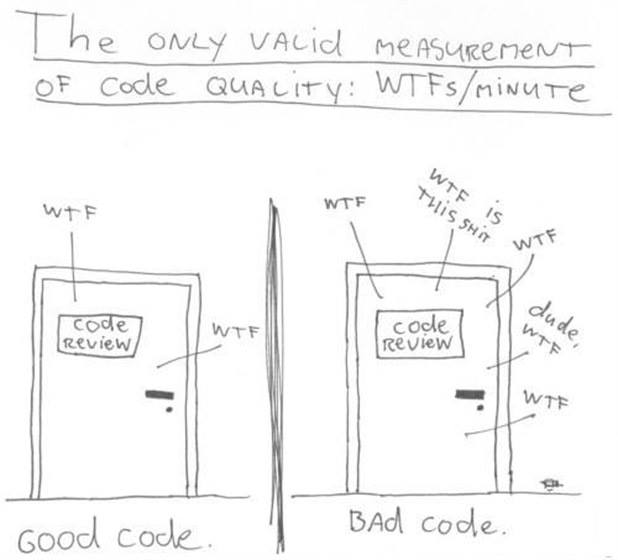 The ONLY VALiD MEASUREMENT
OF Code QUALITY: WTFs/MINUTE
WTF
code
REVIEW
WTF
GOOD CODE.
WTF
WTF iS
THIS SHiT
WTF
code
REVIEW
dude,
WTF
WTF
BAd code.